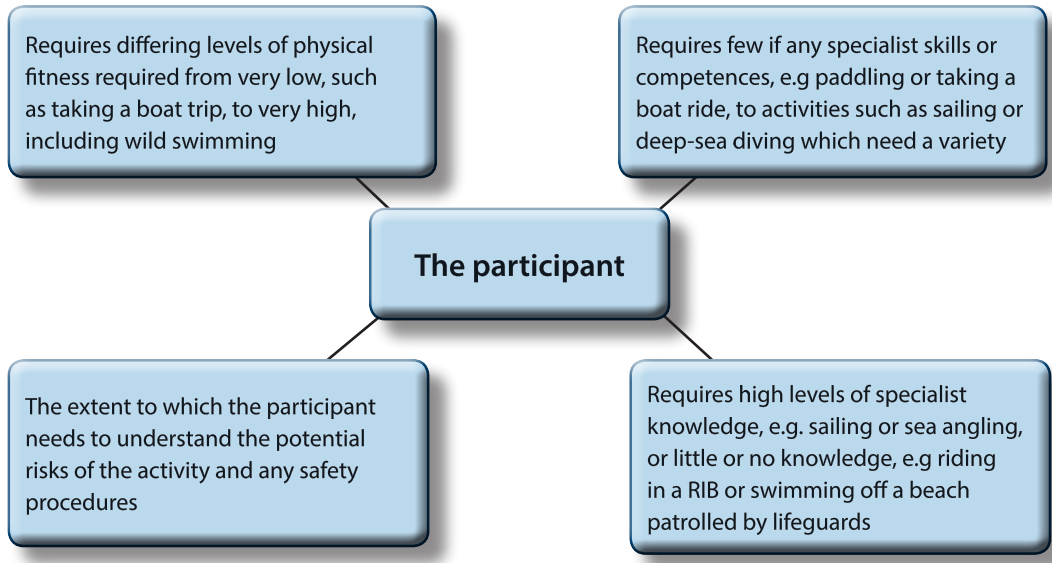 Requires differing levels of physical
fitness required from very low, such
as taking a boat trip, to very high,
including wild swimming
Requires few if any specialist skills or
competences, e.g paddling or taking a
boat ride, to activities such as sailing or
deep-sea diving which need a variety
The participant
The extent to which the participant
needs to understand the potential
risks of the activity and any safety
procedures
Requires high levels of specialist
knowledge, e.g. sailing or sea angling,
or little or no knowledge, e.g riding
in a RIB or swimming off a beach
patrolled by lifeguards